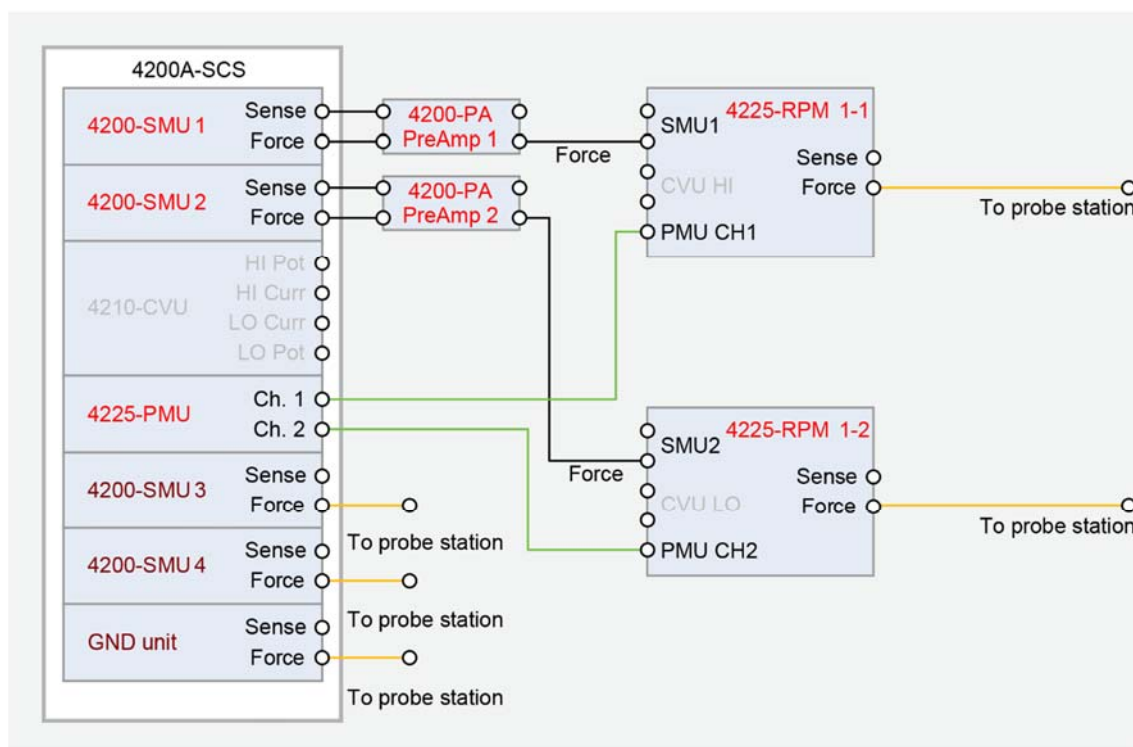 4200A-SCS
4200-SMU 1
Sense
Force
4200-PA
PreAmp 1
Force
SMU1
4225-RPM 1-1
CVU HI
PMU CH1
Sense
Force
To probe station
4200-SMU 2
Sense
Force
4200-PA
PreAmp 2
4210-CVU
HI Pot
HI Curr
LO Curr
LO Pot
4225-PMU
Ch. 1
Ch. 2
Force
SMU2
4225-RPM 1-2
CVU LO
PMU CH2
Sense
Force
To probe station
4200-SMU 3
Sense
Force
To probe station
4200-SMU 4
Sense
Force
To probe station
GND unit
Sense
Force
To probe station